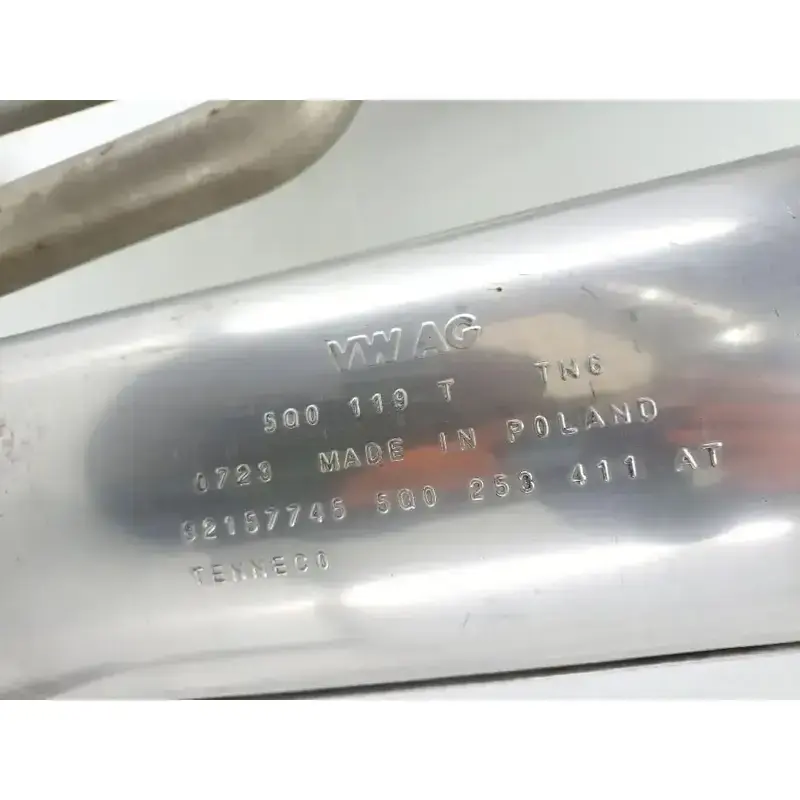 VW AG
5Q0 119 T TN6
0723 MADE IN POLAND
92157745 5Q0 253 411 AT
TENNECO